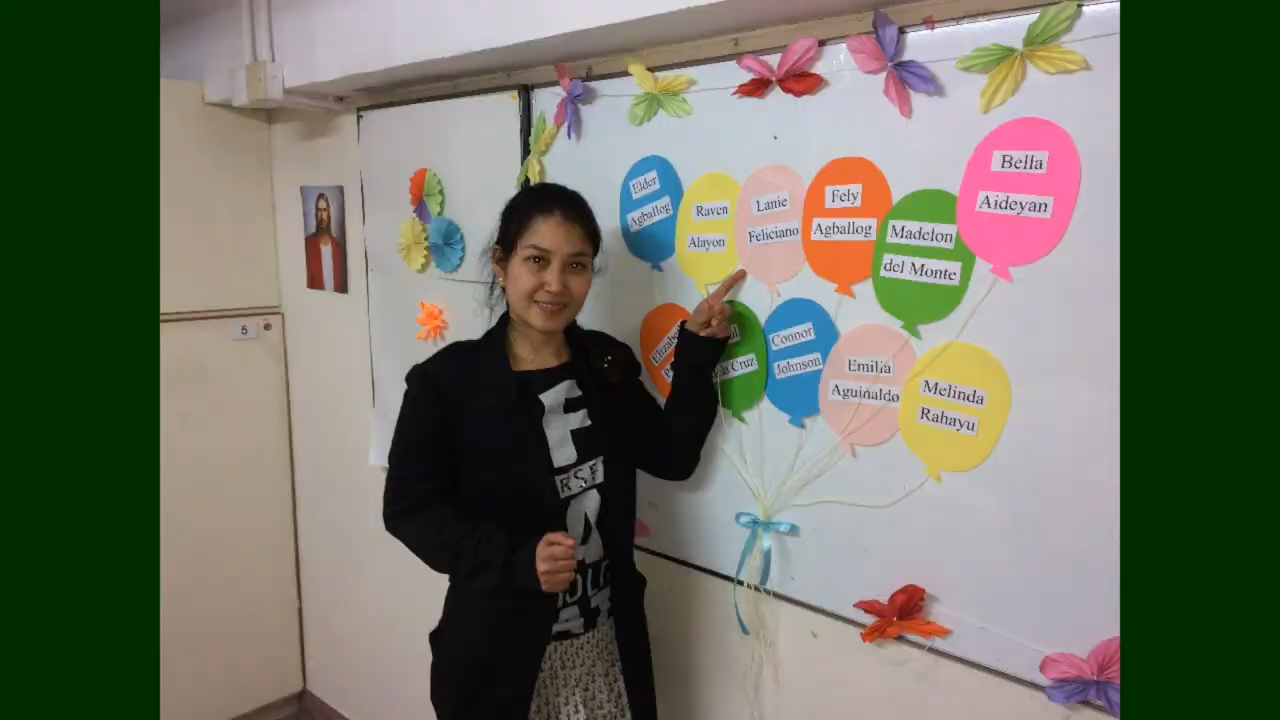 5
Elder
Agballog
Raven
Alayon
Lanie
Feliciano
Fely
Agballog
Madelon
del Monte
Bella
Aideyan
Cruz
Connor
Johnson
Emilia
Aguinaldo
Melinda
Rahayu
F
RSF
A